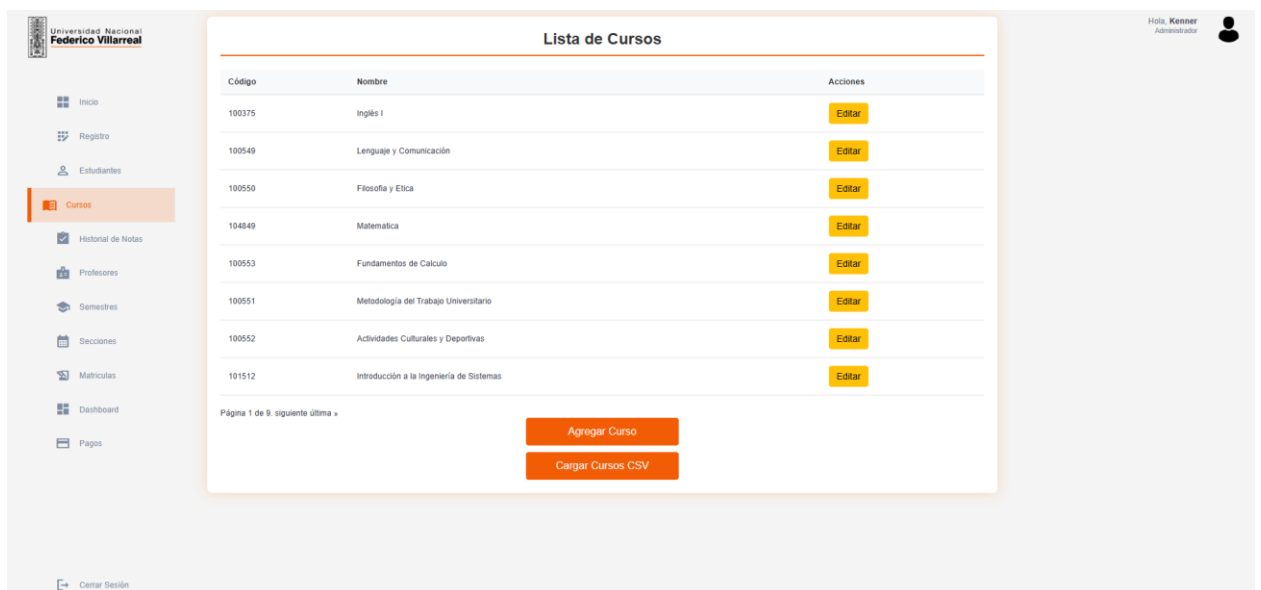 Universidad Nacional
Federico Villarreal
Inicio
Registro
Estudiantes
Cursos
Historial de Notas
Profesores
Semestres
Secciones
Matriculas
Dashboard
Pagos
Cerrar Sesión
Lista de Cursos
Código Nombre Acciones
100375 Inglés I Editar
100549 Lenguaje y Comunicación Editar
100550 Filosofia y Etica Editar
104849 Matematica Editar
100553 Fundamentos de Calculo Editar
100551 Metodología del Trabajo Universitario Editar
100552 Actividades Culturales y Deportivas Editar
101512 Introducción a la Ingeniería de Sistemas Editar
Página 1 de 9. siguiente última »
Agregar Curso
Cargar Cursos CSV
Hola, Kenner
Administrador